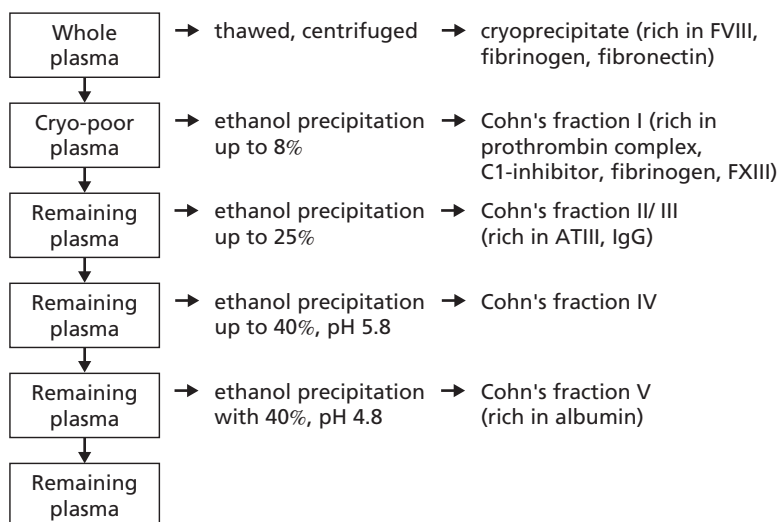 Whole
plasma
thawed, centrifuged
cryoprecipitate (rich in FVIII,
fibrinogen, fibronectin)
Cryo-poor
plasma
ethanol precipitation
up to 8%
Cohn's fraction I (rich in
prothrombin complex,
C1-inhibitor, fibrinogen, FXIII)
Remaining
plasma
ethanol precipitation
up to 25%
Cohn's fraction II/ III
(rich in ATIII, IgG)
Remaining
plasma
ethanol precipitation
up to 40%, pH 5.8
Cohn's fraction IV
Remaining
plasma
ethanol precipitation
with 40%, pH 4.8
Cohn's fraction V
(rich in albumin)
Remaining
plasma